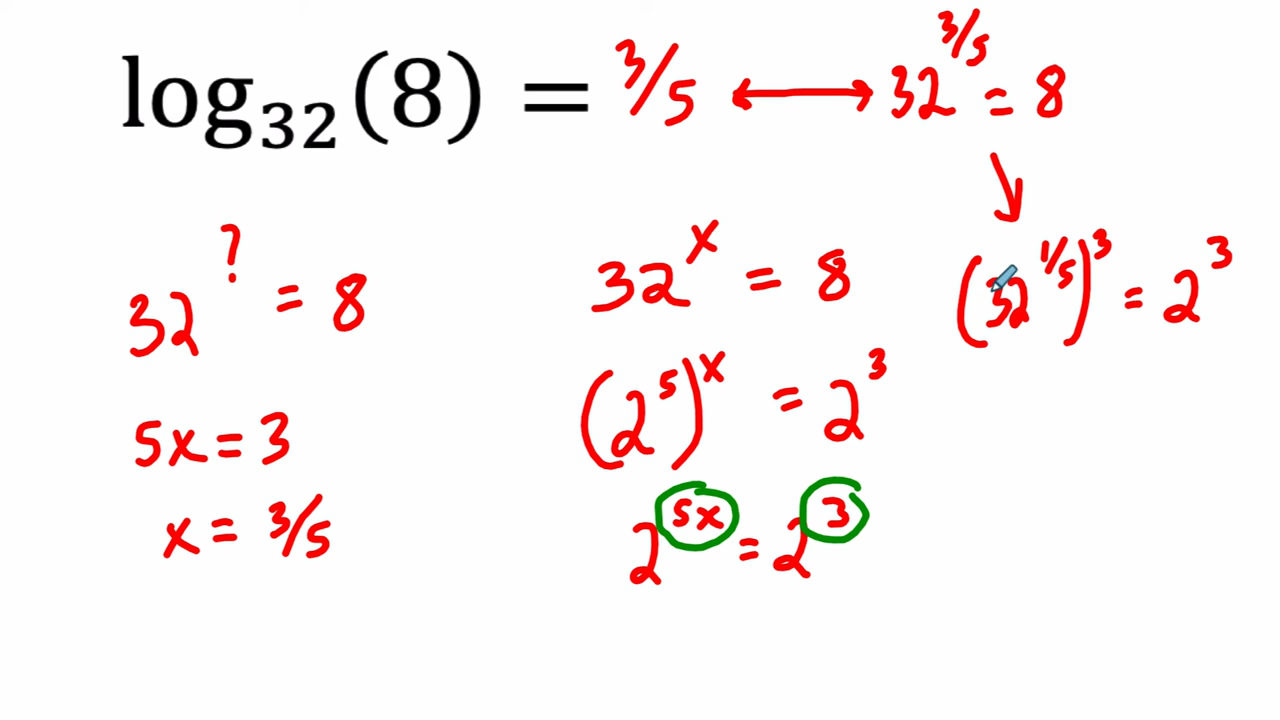 log₃₂(8) = 3/5 ⟷ 32^(3/5) = 8
32^? = 8
32^x = 8
(32^(1/5))^3 = 2^3
(2^5)^x = 2^3
5x = 3
2^(5x) = 2^3
x = 3/5